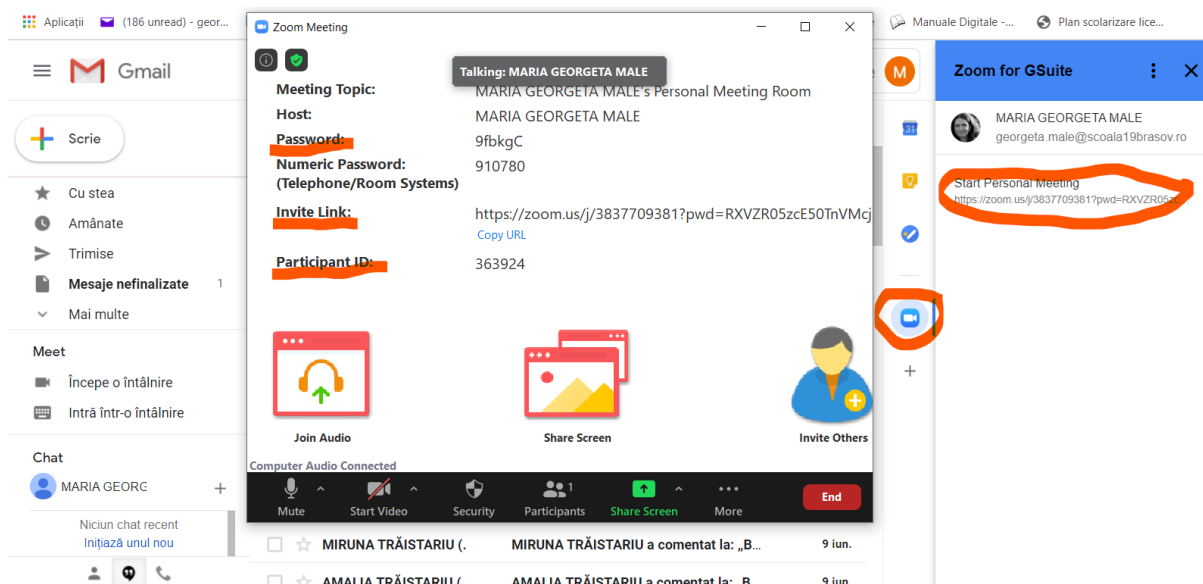 Aplicații
(186 unread) - geor...
Manuale Digitale -...
Plan scolarizare lice...
Gmail
Scrie
Cu stea
Amânate
Trimise
Mesaje nefinalizate 1
Mai multe
Meet
Începe o întâlnire
Intră într-o întâlnire
Chat
MARIA GEORG
Niciun chat recent
Inițiază unul nou
Zoom Meeting
Talking: MARIA GEORGETA MALE
Meeting Topic: MARIA GEORGETA MALE's Personal Meeting Room
Host: MARIA GEORGETA MALE
Password: 9fbkgC
Numeric Password: 910780
(Telephone/Room Systems)
Invite Link: https://zoom.us/j/3837709381?pwd=RXVZR05zcE50TnVMcj
Copy URL
Participant ID: 363924
Join Audio
Share Screen
Invite Others
Computer Audio Connected
Mute
Start Video
Security
Participants 1
Share Screen
More
End
MIRUNA TRĂISTARIU (. MIRUNA TRĂISTARIU a comentat la: „B... 9 iun.
AMALIA TRĂISTARIU ( AMALIA TRĂISTARIU a comentat la: „B 9 iun.
M
31
Zoom for GSuite
MARIA GEORGETA MALE
georgeta.male@scoala19brasov.ro
Start Personal Meeting
https://zoom.us/j/3837709381?pwd=RXVZR05zc